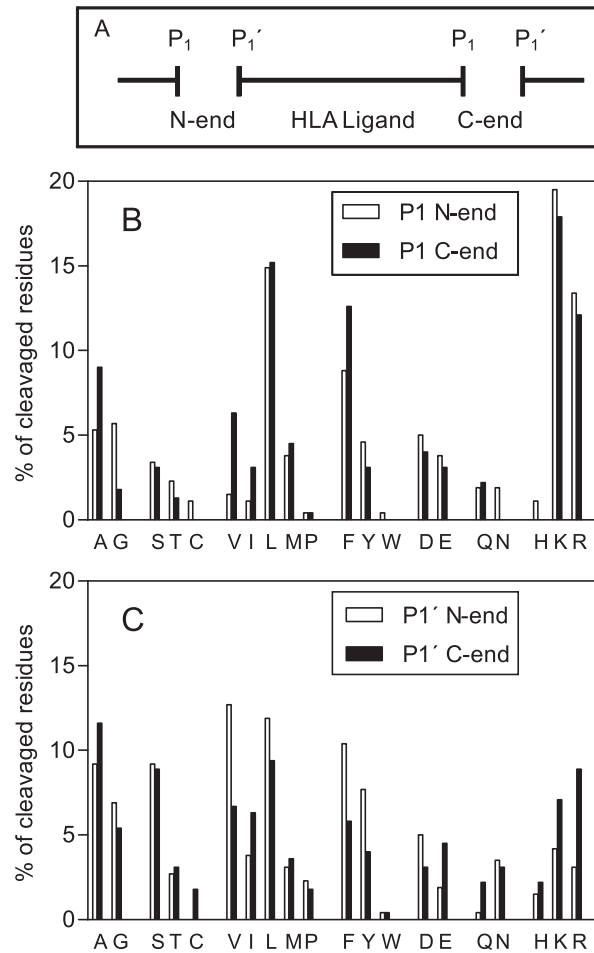 A
P1 P1´ P1 P1´
N-end HLA Ligand C-end
B
P1 N-end
P1 C-end
% of cleavaged residues
20
15
10
5
0
A G S T C V I L M P F Y W D E Q N H K R
C
P1´ N-end
P1´ C-end
% of cleavaged residues
20
15
10
5
0
A G S T C V I L M P F Y W D E Q N H K R